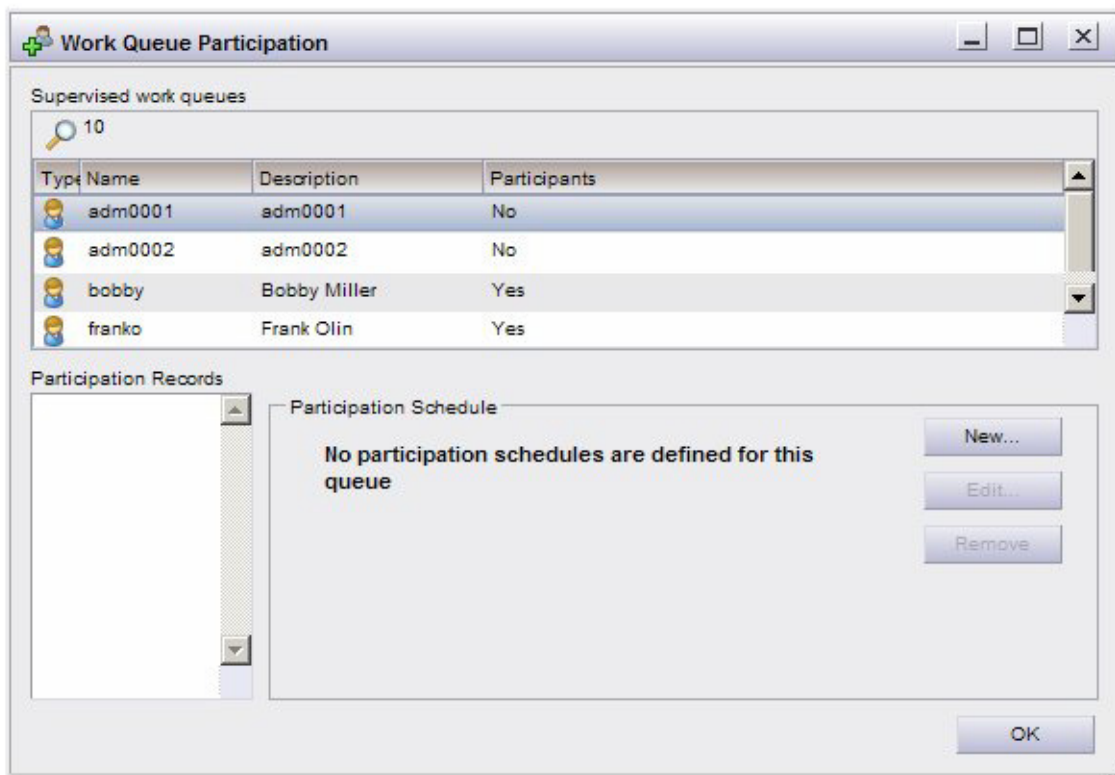 Work Queue Participation
Supervised work queues
10
Type Name Description Participants
adm0001 adm0001 No
adm0002 adm0002 No
bobby Bobby Miller Yes
franko Frank Olin Yes
Participation Records
Participation Schedule
No participation schedules are defined for this
queue
New...
Edit...
Remove
OK